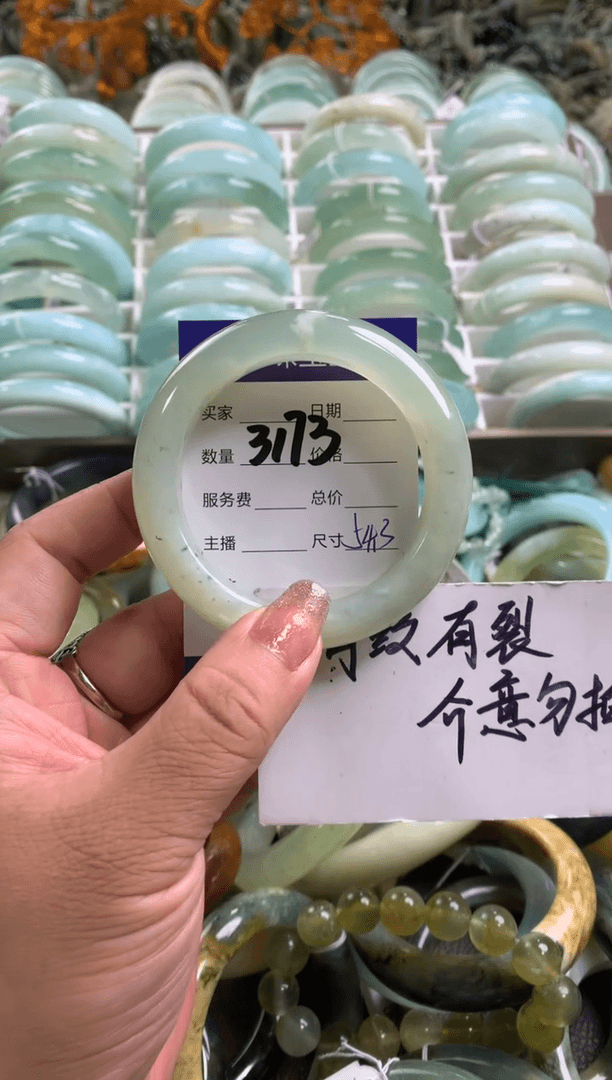 买家 日期
3173
数量 价格
服务费 总价
主播 尺寸 54.3
纹有裂
介意勿拍